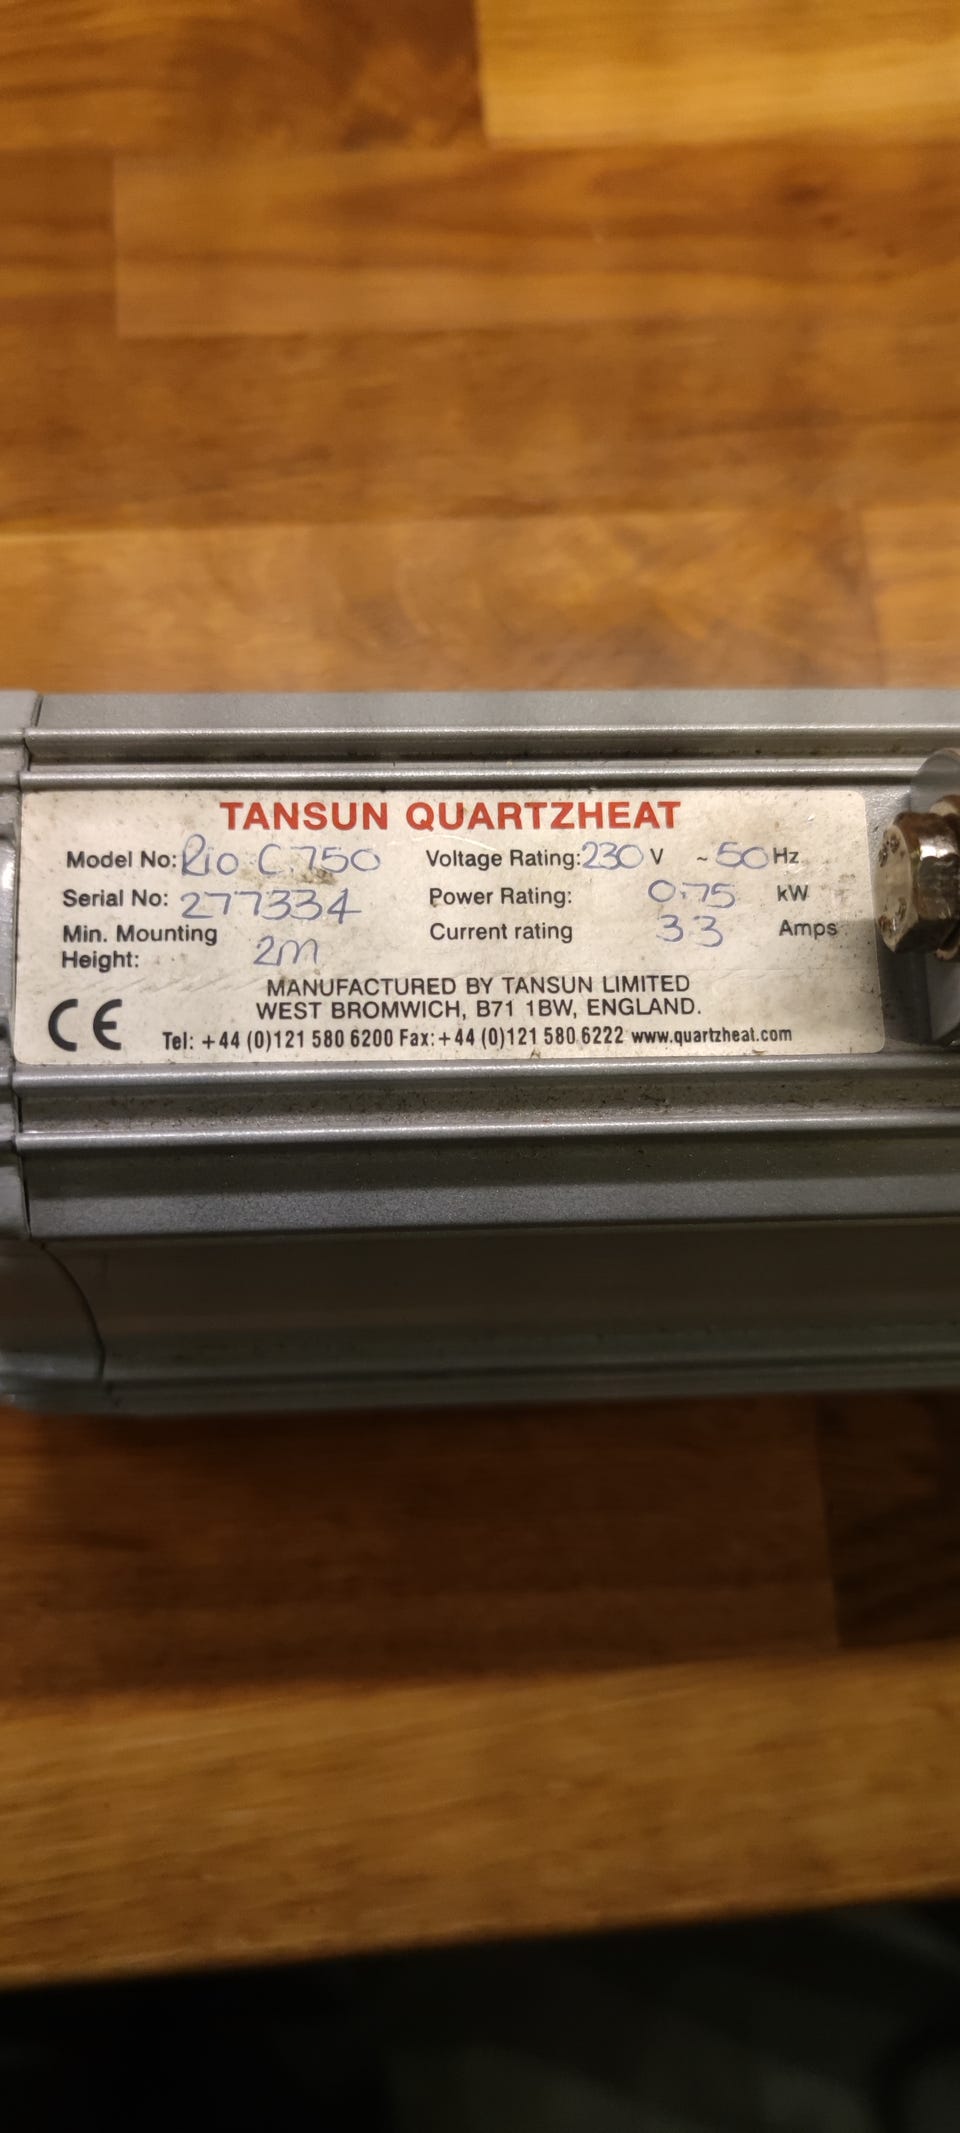 TANSUN QUARTZHEAT
Model No: Rio C 750 Voltage Rating: 230 V ~ 50 Hz
Serial No: 277334 Power Rating: 0.75 kW
Min. Mounting Height: 2m Current rating 3.3 Amps
MANUFACTURED BY TANSUN LIMITED
WEST BROMWICH, B71 1BW, ENGLAND.
CE Tel: +44 (0)121 580 6200 Fax: +44 (0)121 580 6222 www.quartzheat.com